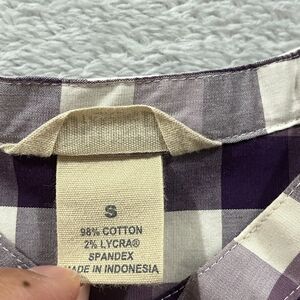 S
98% COTTON
2% LYCRA®
SPANDEX
MADE IN INDONESIA